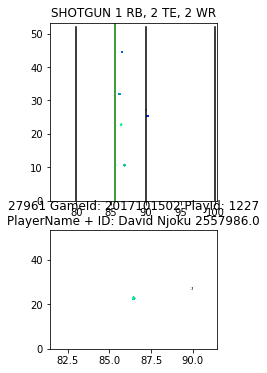 SHOTGUN 1 RB, 2 TE, 2 WR
50
40
30
20
10
0
80 85 90 95 100
27961 GameId: 2017101502 PlayId: 1227
PlayerName + ID: David Njoku 2557986.0
40
20
0
82.5 85.0 87.5 90.0